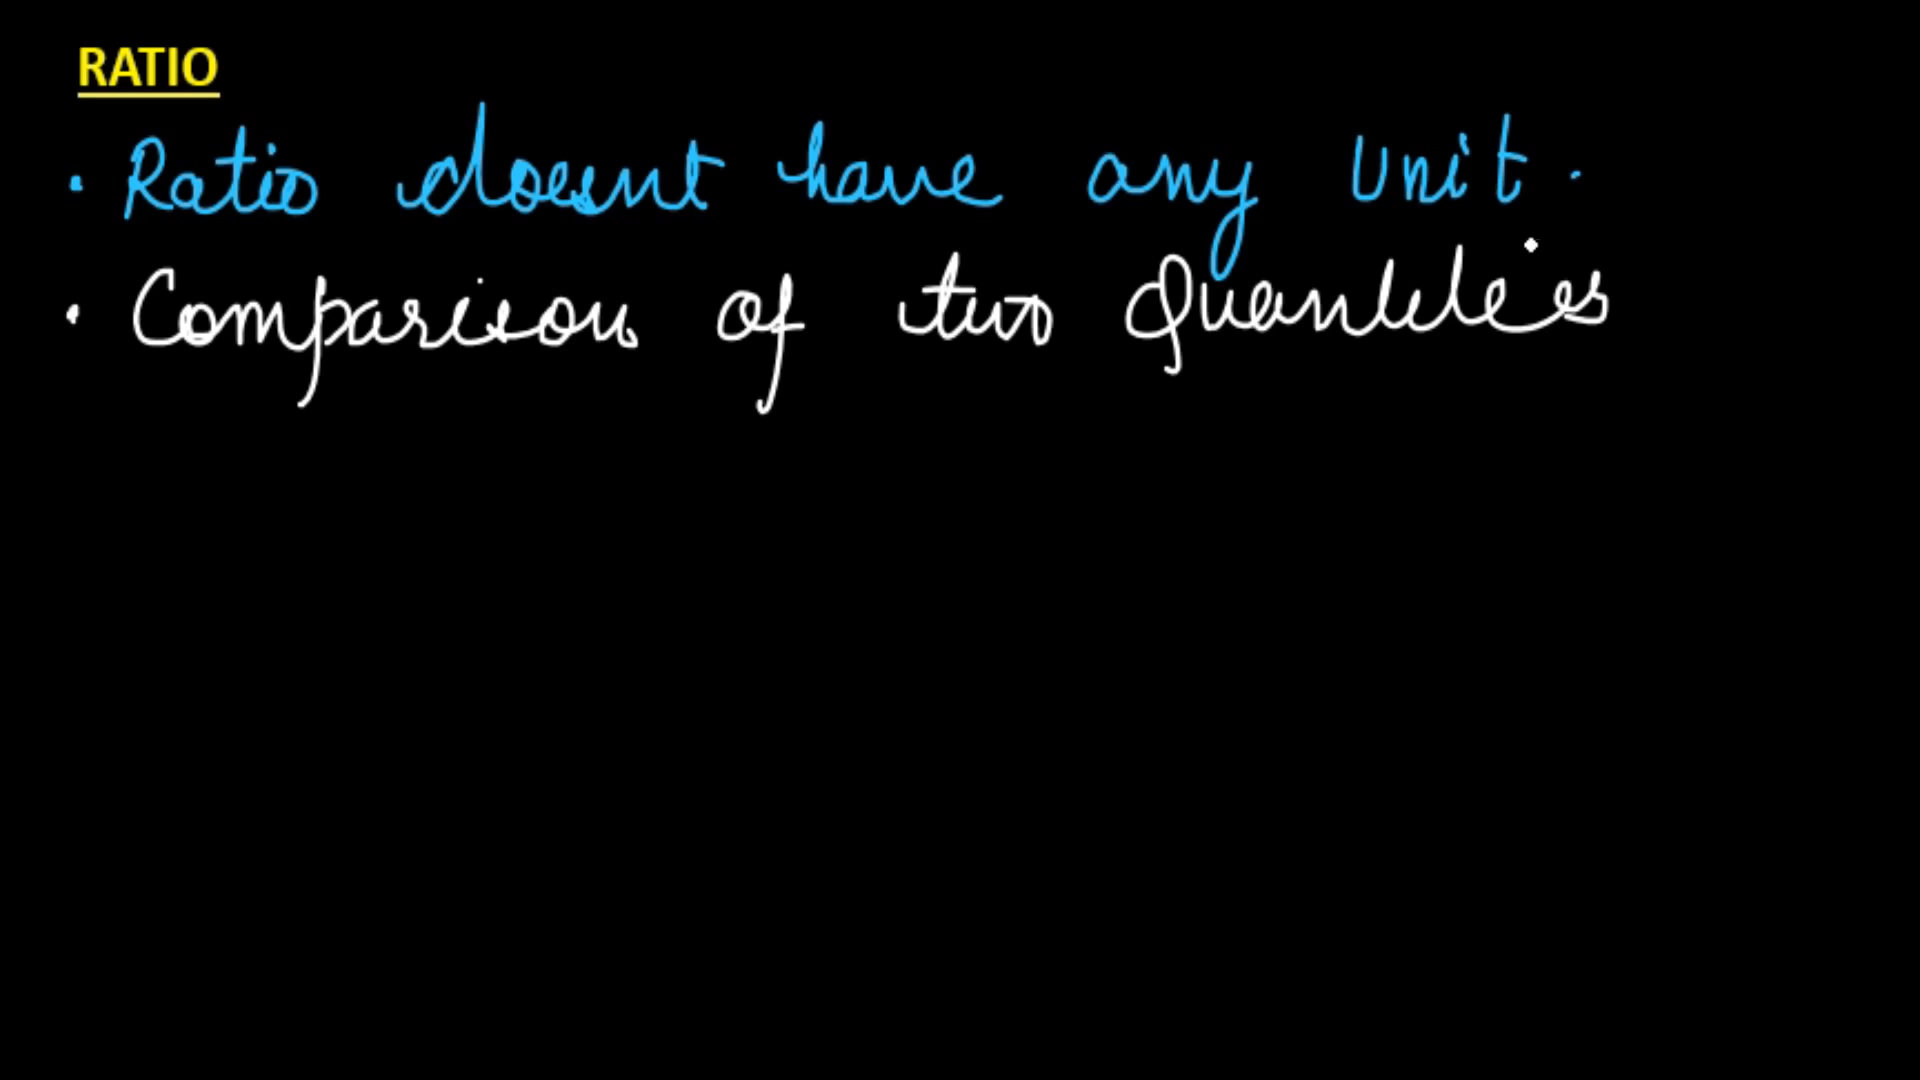 RATIO
• Ratio doesnt have any Unit.
• Comparison of two Quantities